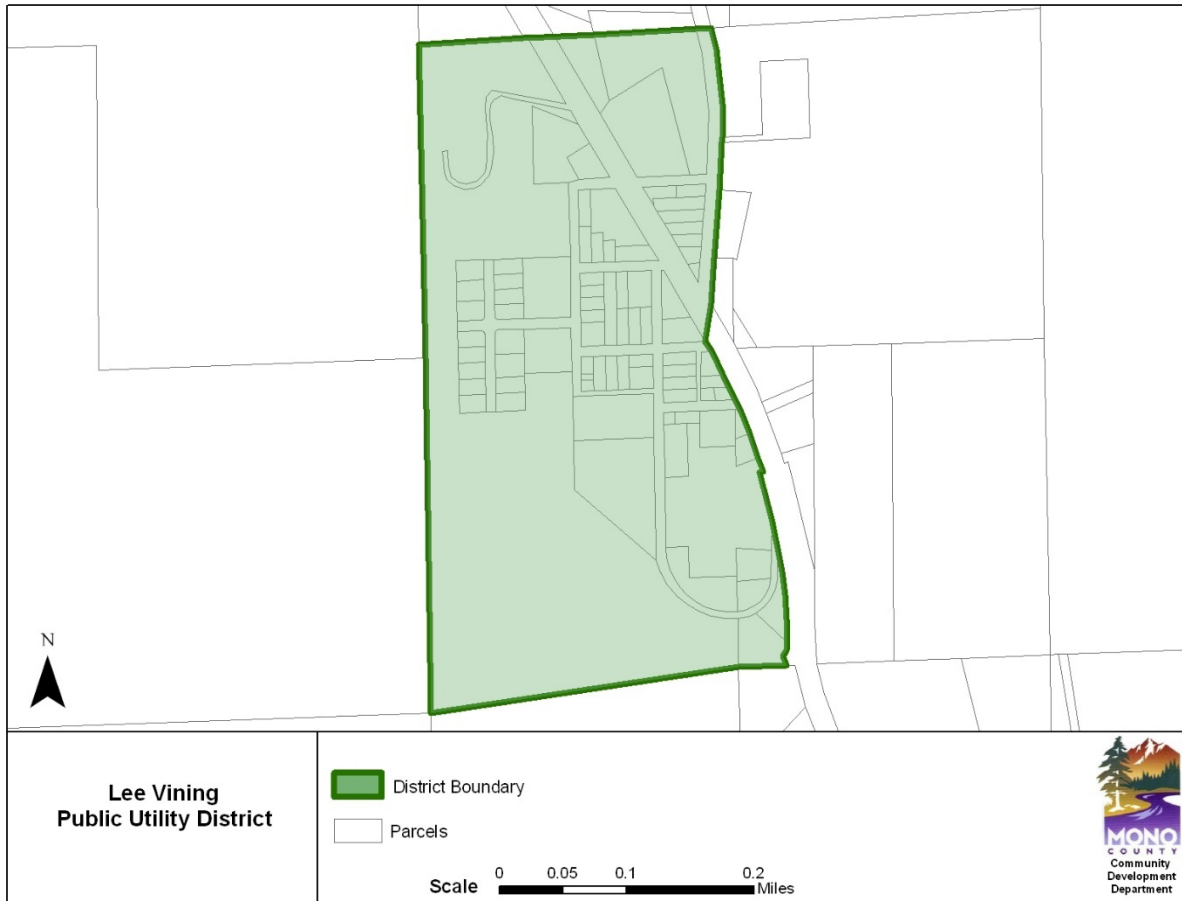 N
Lee Vining
Public Utility District
District Boundary
Parcels
Scale
0 0.05 0.1 0.2
Miles
MONO
COUNTY
Community
Development
Department